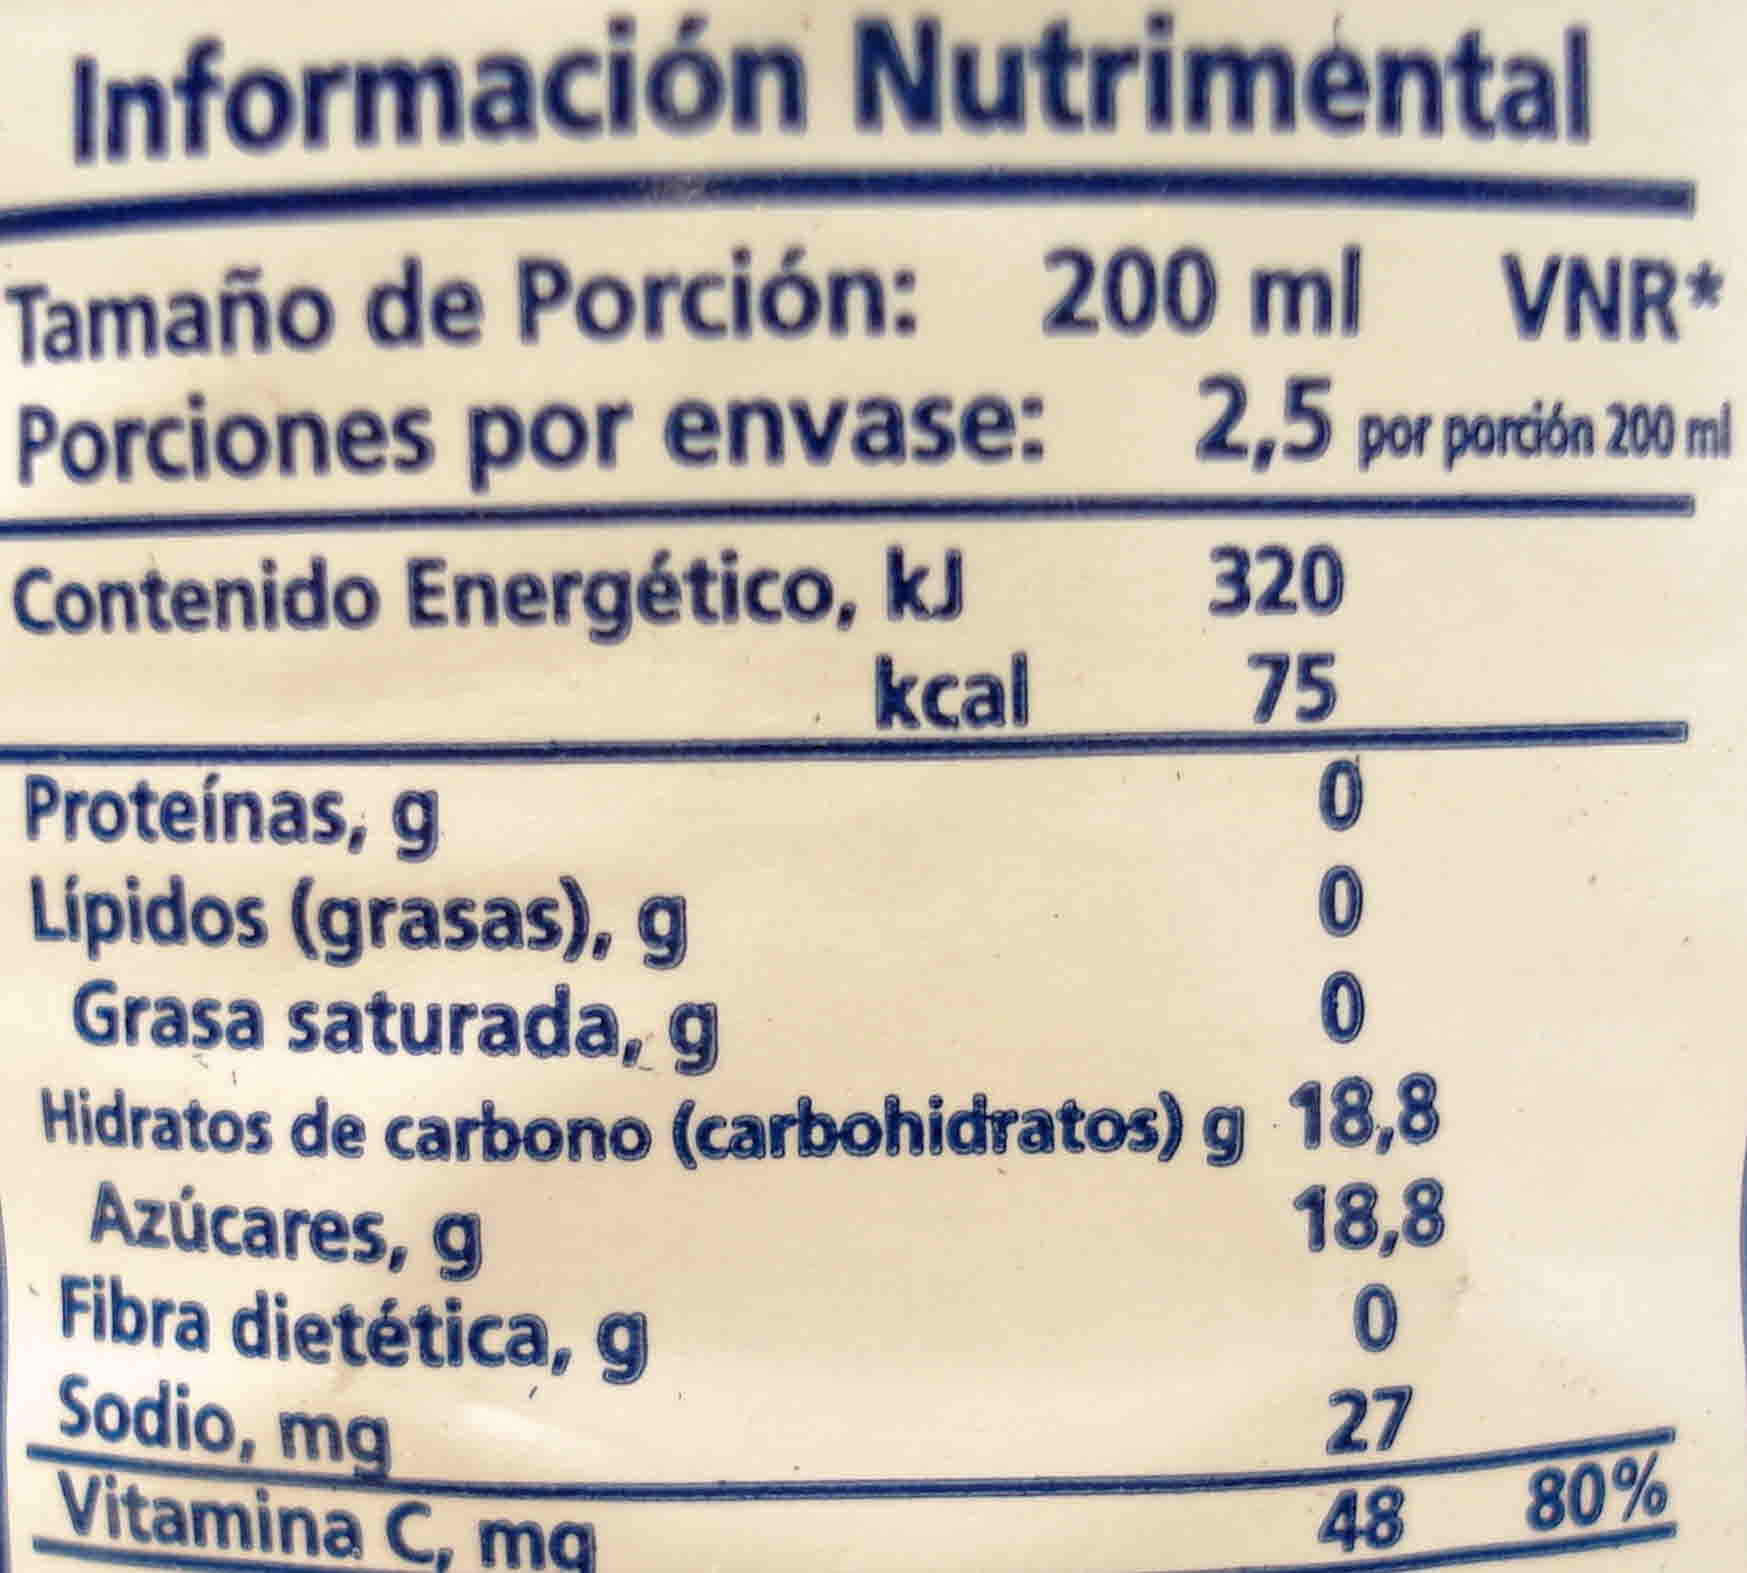 Información Nutrimental
Tamaño de Porción: 200 ml VNR*
Porciones por envase: 2,5 por porción 200 ml
Contenido Energético, kJ 320
kcal 75
Proteínas, g 0
Lípidos (grasas), g 0
Grasa saturada, g 0
Hidratos de carbono (carbohidratos) g 18,8
Azúcares, g 18,8
Fibra dietética, g 0
Sodio, mg 27
Vitamina C, mg 48 80%